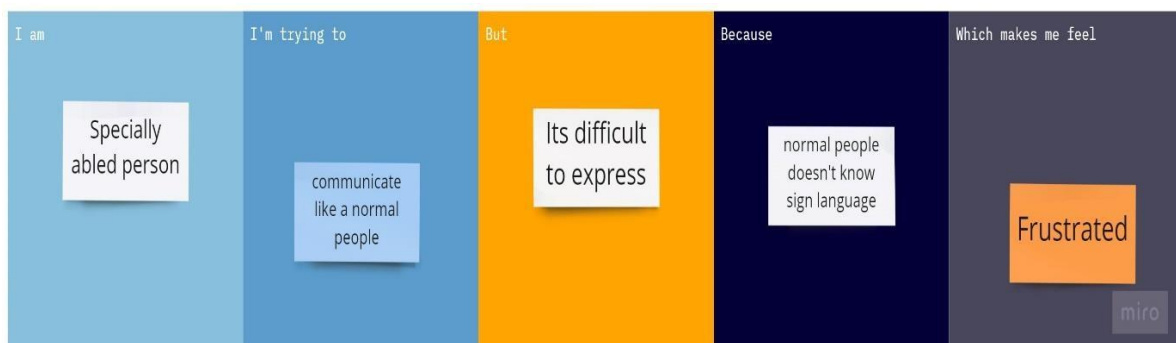 I am
Specially
abled person
I'm trying to
communicate
like a normal
people
But
Its difficult
to express
Because
normal people
doesn't know
sign language
Which makes me feel
Frustrated
miro